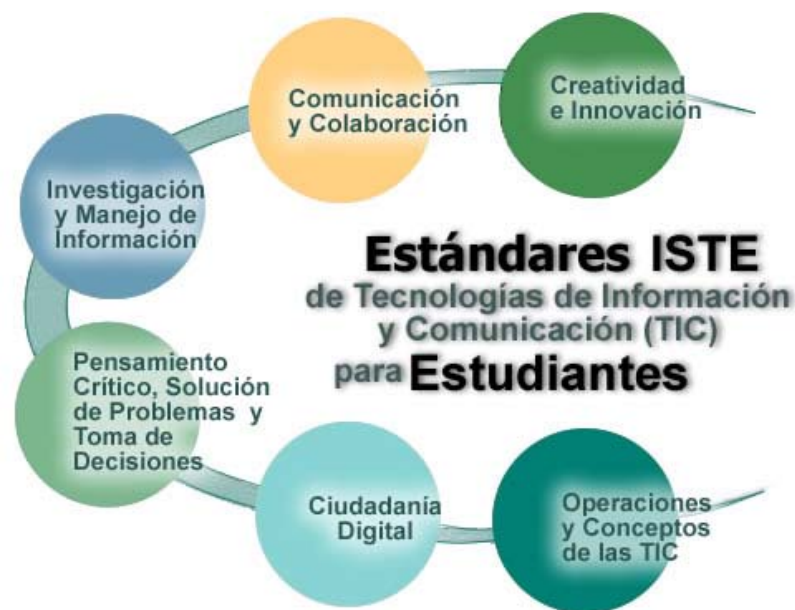 Creatividad
e Innovación
Comunicación
y Colaboración
Investigación
y Manejo de
Información
Estándares ISTE
de Tecnologías de Información
y Comunicación (TIC)
para Estudiantes
Pensamiento
Crítico, Solución
de Problemas y
Toma de
Decisiones
Ciudadanía
Digital
Operaciones
y Conceptos
de las TIC